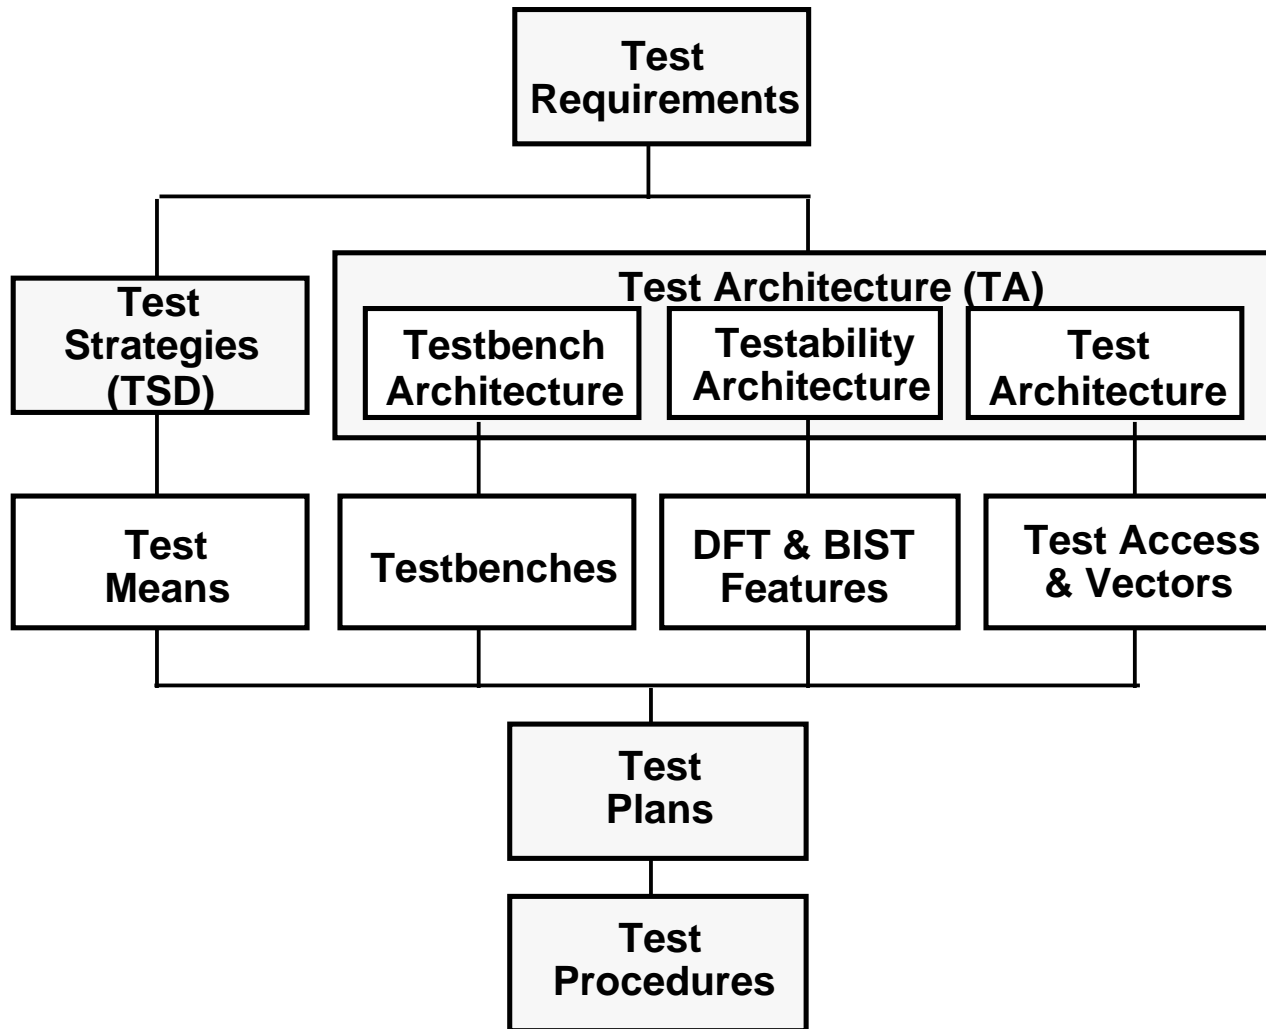 Test
Requirements
Test
Strategies
(TSD)
Test Architecture (TA)
Testbench
Architecture
Testability
Architecture
Test
Architecture
Test
Means
Testbenches
DFT & BIST
Features
Test Access
& Vectors
Test
Plans
Test
Procedures